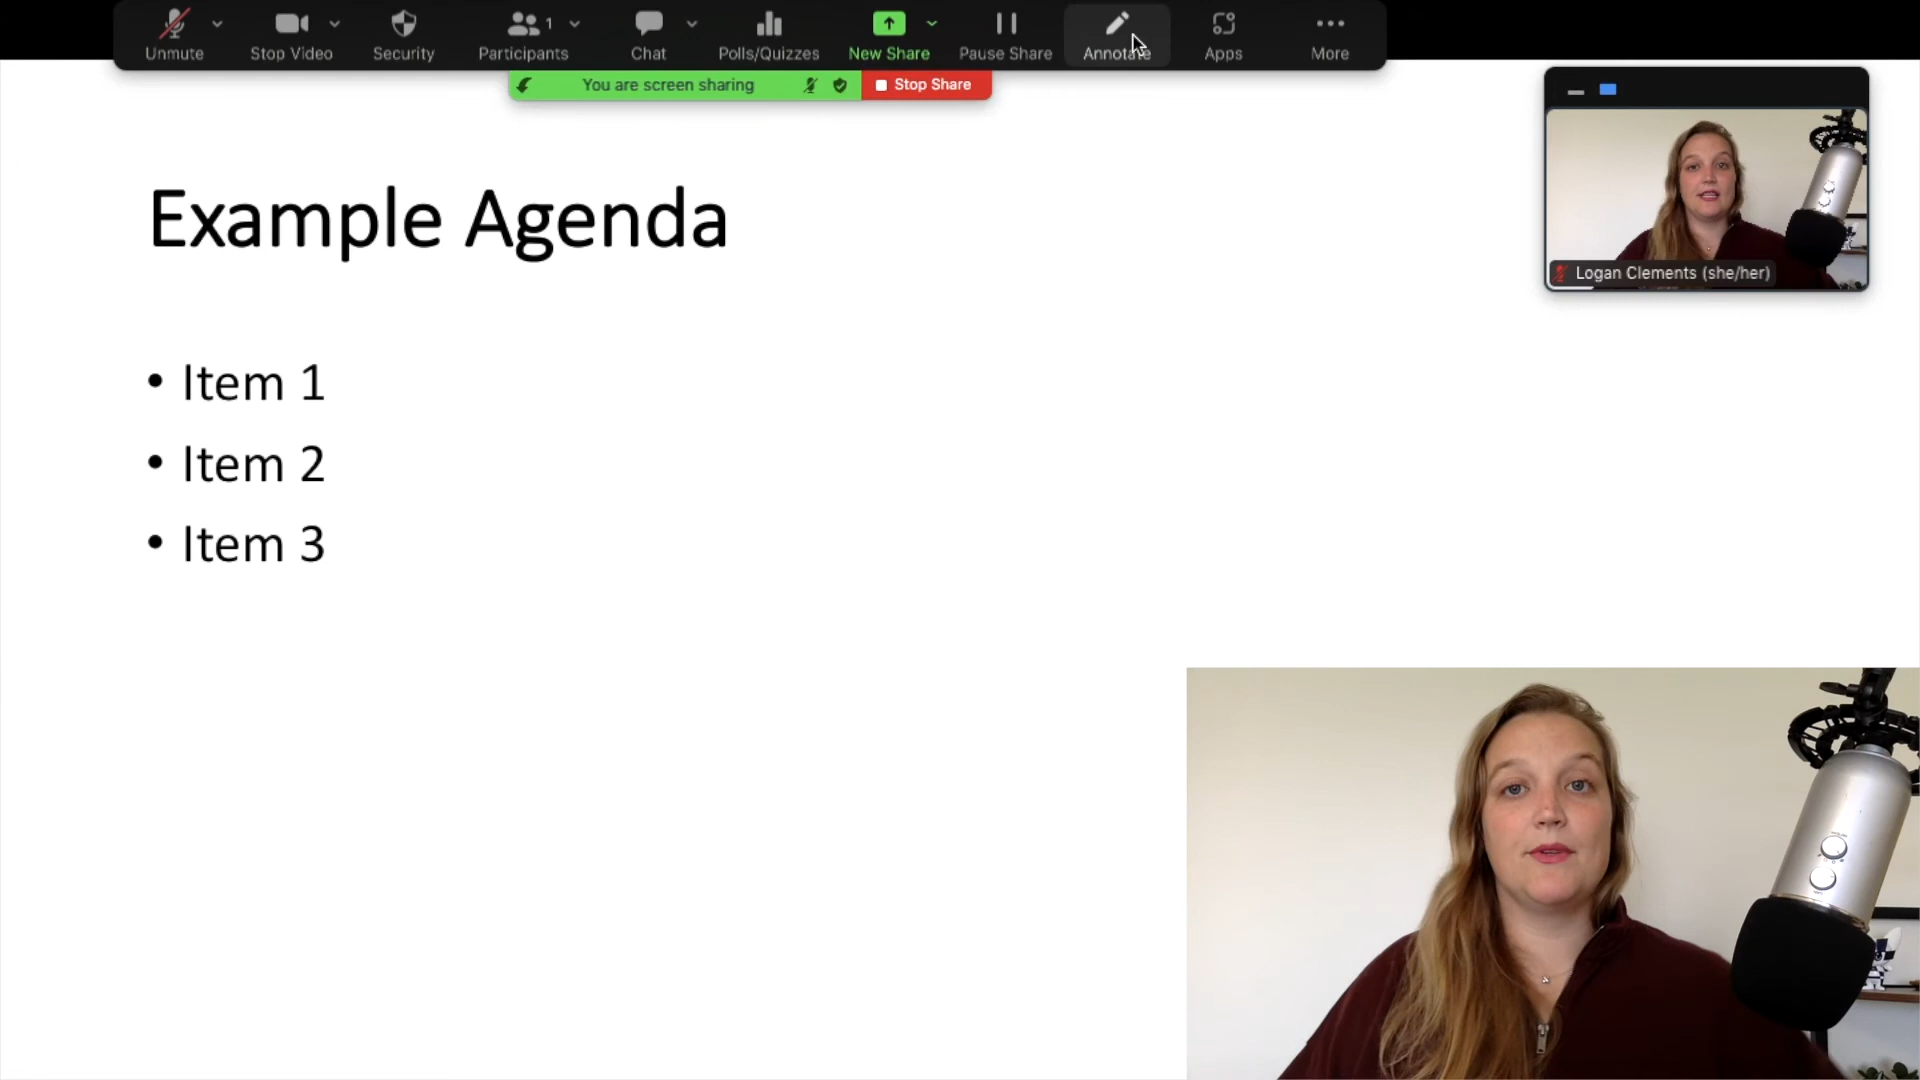 Unmute
Stop Video
Security
1
Participants
Chat
Polls/Quizzes
New Share
Pause Share
Annotate
Apps
More
You are screen sharing
Stop Share
Logan Clements (she/her)
Example Agenda
• Item 1
• Item 2
• Item 3